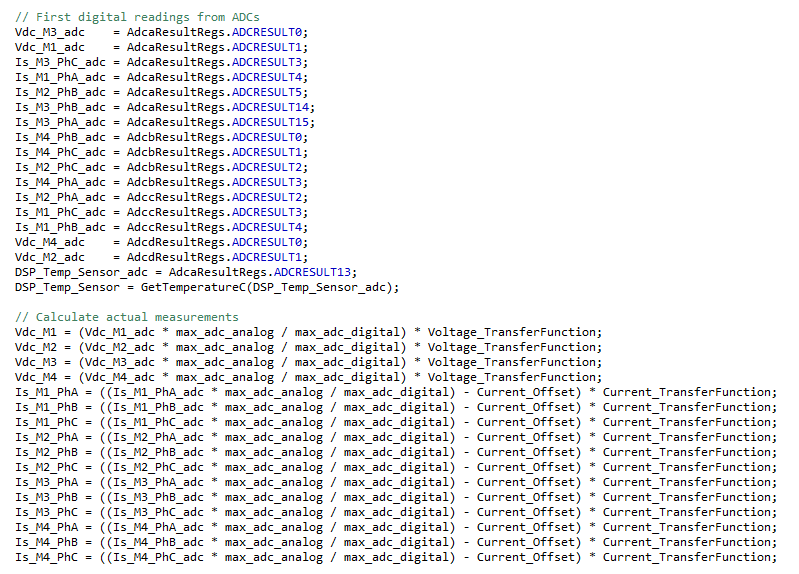 // First digital readings from ADCs
Vdc_M3_adc    = AdcaResultRegs.ADCRESULT0;
Vdc_M1_adc    = AdcaResultRegs.ADCRESULT1;
Is_M3_PhC_adc = AdcaResultRegs.ADCRESULT3;
Is_M1_PhA_adc = AdcaResultRegs.ADCRESULT4;
Is_M2_PhB_adc = AdcaResultRegs.ADCRESULT5;
Is_M3_PhB_adc = AdcaResultRegs.ADCRESULT14;
Is_M3_PhA_adc = AdcaResultRegs.ADCRESULT15;
Is_M4_PhB_adc = AdcbResultRegs.ADCRESULT0;
Is_M4_PhC_adc = AdcbResultRegs.ADCRESULT1;
Is_M2_PhC_adc = AdcbResultRegs.ADCRESULT2;
Is_M4_PhA_adc = AdcbResultRegs.ADCRESULT3;
Is_M2_PhA_adc = AdccResultRegs.ADCRESULT2;
Is_M1_PhC_adc = AdccResultRegs.ADCRESULT3;
Is_M1_PhB_adc = AdccResultRegs.ADCRESULT4;
Vdc_M4_adc    = AdcdResultRegs.ADCRESULT0;
Vdc_M2_adc    = AdcdResultRegs.ADCRESULT1;
DSP_Temp_Sensor_adc = AdcaResultRegs.ADCRESULT13;
DSP_Temp_Sensor = GetTemperatureC(DSP_Temp_Sensor_adc);
// Calculate actual measurements
Vdc_M1 = (Vdc_M1_adc * max_adc_analog / max_adc_digital) * Voltage_TransferFunction;
Vdc_M2 = (Vdc_M2_adc * max_adc_analog / max_adc_digital) * Voltage_TransferFunction;
Vdc_M3 = (Vdc_M3_adc * max_adc_analog / max_adc_digital) * Voltage_TransferFunction;
Vdc_M4 = (Vdc_M4_adc * max_adc_analog / max_adc_digital) * Voltage_TransferFunction;
Is_M1_PhA = ((Is_M1_PhA_adc * max_adc_analog / max_adc_digital) - Current_Offset) * Current_TransferFunction;
Is_M1_PhB = ((Is_M1_PhB_adc * max_adc_analog / max_adc_digital) - Current_Offset) * Current_TransferFunction;
Is_M1_PhC = ((Is_M1_PhC_adc * max_adc_analog / max_adc_digital) - Current_Offset) * Current_TransferFunction;
Is_M2_PhA = ((Is_M2_PhA_adc * max_adc_analog / max_adc_digital) - Current_Offset) * Current_TransferFunction;
Is_M2_PhB = ((Is_M2_PhB_adc * max_adc_analog / max_adc_digital) - Current_Offset) * Current_TransferFunction;
Is_M2_PhC = ((Is_M2_PhC_adc * max_adc_analog / max_adc_digital) - Current_Offset) * Current_TransferFunction;
Is_M3_PhA = ((Is_M3_PhA_adc * max_adc_analog / max_adc_digital) - Current_Offset) * Current_TransferFunction;
Is_M3_PhB = ((Is_M3_PhB_adc * max_adc_analog / max_adc_digital) - Current_Offset) * Current_TransferFunction;
Is_M3_PhC = ((Is_M3_PhC_adc * max_adc_analog / max_adc_digital) - Current_Offset) * Current_TransferFunction;
Is_M4_PhA = ((Is_M4_PhA_adc * max_adc_analog / max_adc_digital) - Current_Offset) * Current_TransferFunction;
Is_M4_PhB = ((Is_M4_PhB_adc * max_adc_analog / max_adc_digital) - Current_Offset) * Current_TransferFunction;
Is_M4_PhC = ((Is_M4_PhC_adc * max_adc_analog / max_adc_digital) - Current_Offset) * Current_TransferFunction;